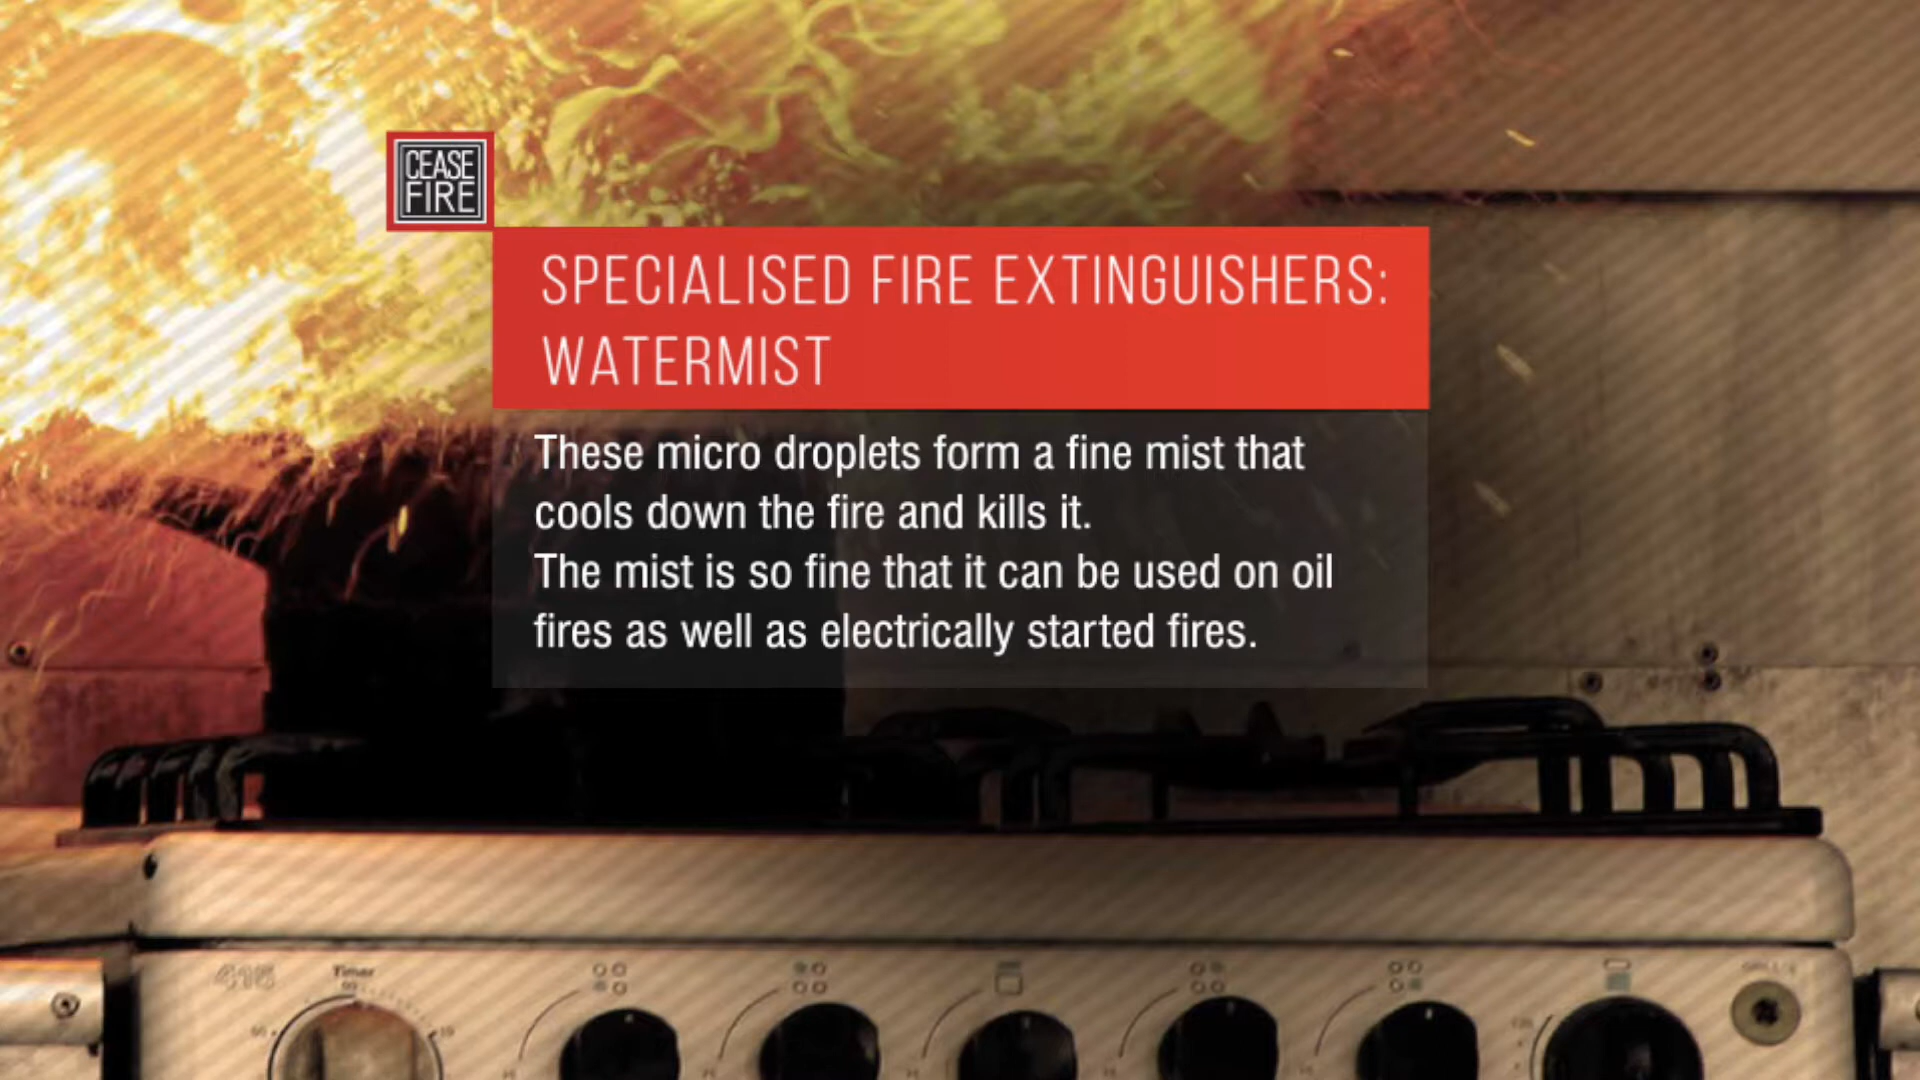 CEASE
FIRE
SPECIALISED FIRE EXTINGUISHERS:
WATERMIST
These micro droplets form a fine mist that
cools down the fire and kills it.
The mist is so fine that it can be used on oil
fires as well as electrically started fires.
Timer